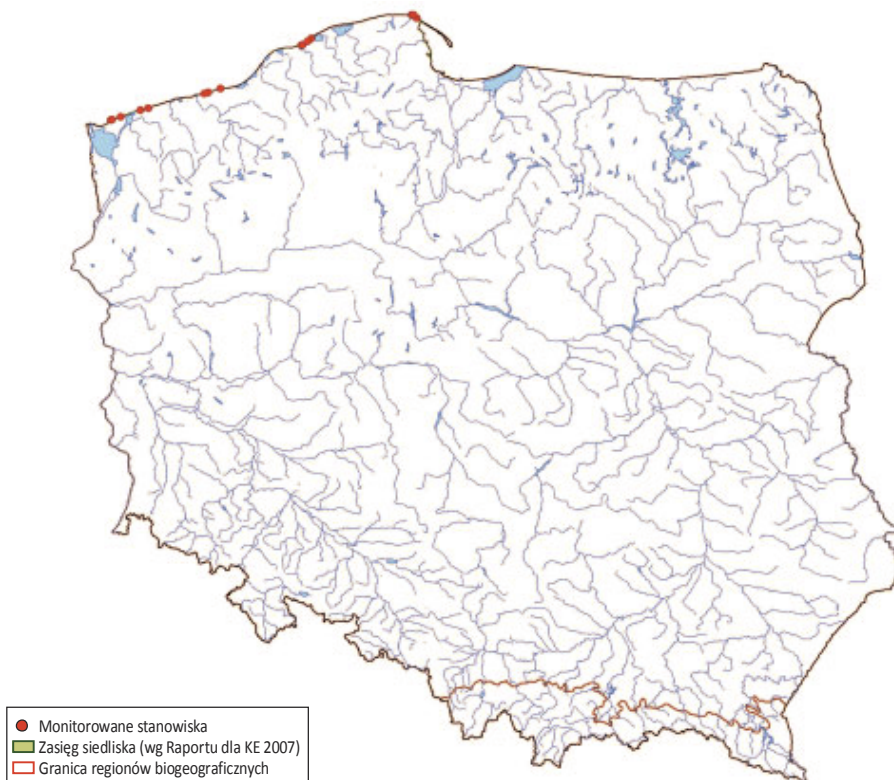 Monitorowane stanowiska
Zasięg siedliska (wg Raportu dla KE 2007)
Granica regionów biogeograficznych